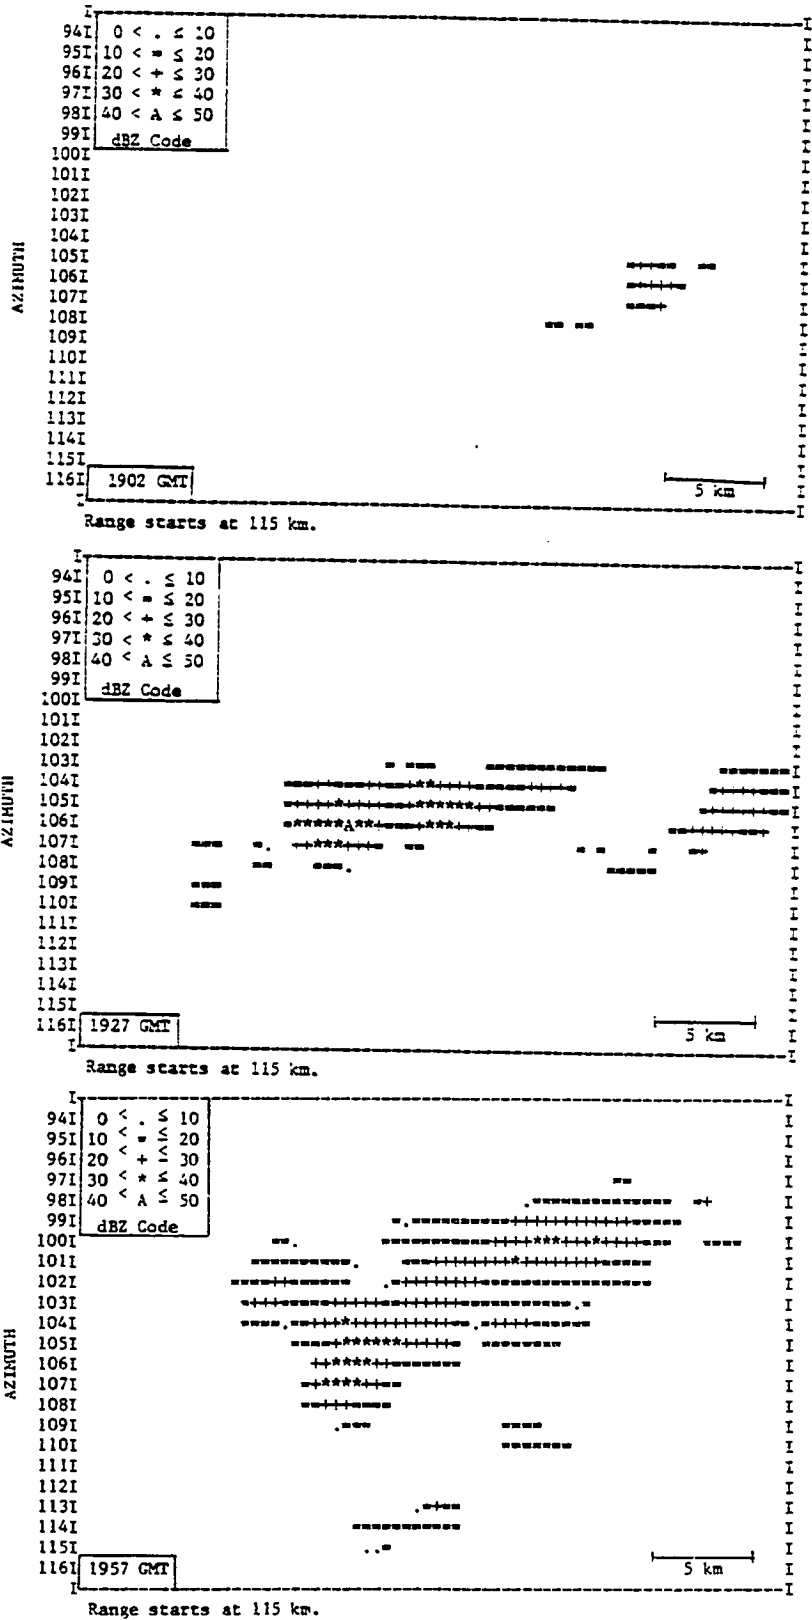 AZIMUTH
94I 0 < . ≤ 10
95I 10 < = ≤ 20
96I 20 < + ≤ 30
97I 30 < * ≤ 40
98I 40 < A ≤ 50
99I dBZ Code
100I
101I
102I
103I
104I
105I
106I
107I
108I
109I
110I
111I
112I
113I
114I
115I
116I 1902 GMT 5 km
Range starts at 115 km.
AZIMUTH
94I 0 < . ≤ 10
95I 10 < = ≤ 20
96I 20 < + ≤ 30
97I 30 < * ≤ 40
98I 40 < A ≤ 50
99I dBZ Code
100I
101I
102I
103I
104I
105I
106I A
107I
108I
109I
110I
111I
112I
113I
114I
115I
116I 1927 GMT 5 km
Range starts at 115 km.
AZIMUTH
94I 0 < . ≤ 10
95I 10 < = ≤ 20
96I 20 < + ≤ 30
97I 30 < * ≤ 40
98I 40 < A ≤ 50
99I dBZ Code
100I
101I
102I
103I
104I
105I
106I
107I
108I
109I
110I
111I
112I
113I
114I
115I
116I 1957 GMT 5 km
Range starts at 115 km.